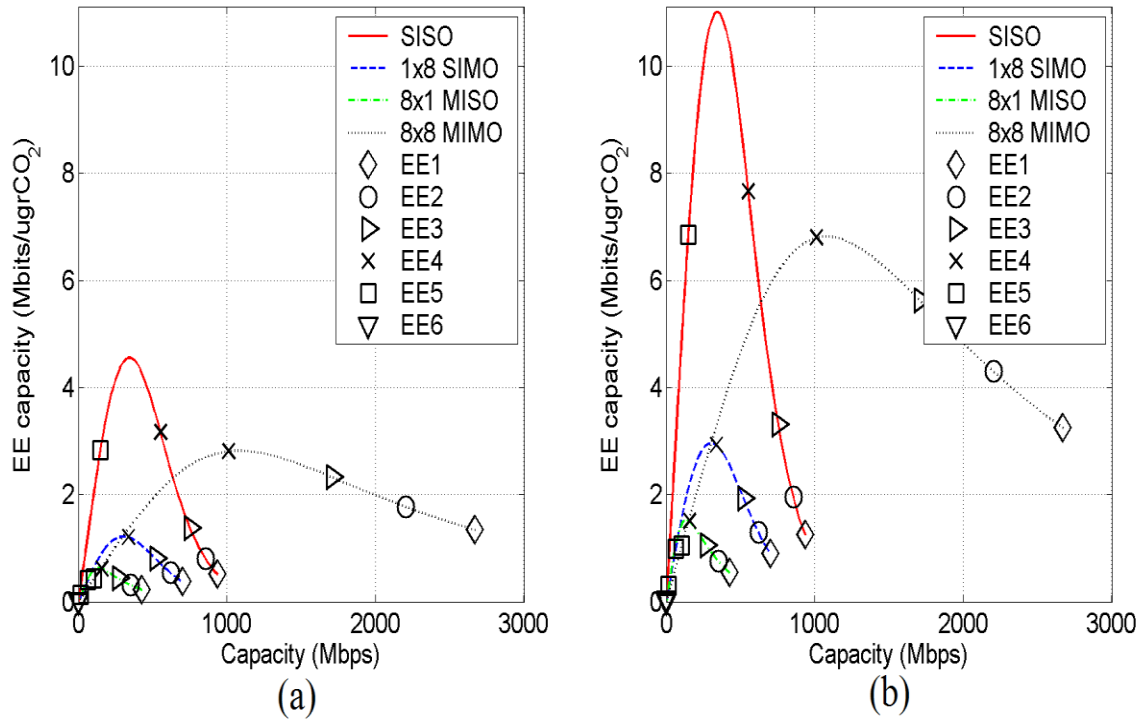 EE capacity (Mbits/ugrCO2)
10
8
6
4
2
0
0 1000 2000 3000
Capacity (Mbps)
SISO
1x8 SIMO
8x1 MISO
8x8 MIMO
EE1
EE2
EE3
EE4
EE5
EE6
(a)
EE capacity (Mbits/ugrCO2)
10
8
6
4
2
0
0 1000 2000 3000
Capacity (Mbps)
SISO
1x8 SIMO
8x1 MISO
8x8 MIMO
EE1
EE2
EE3
EE4
EE5
EE6
(b)